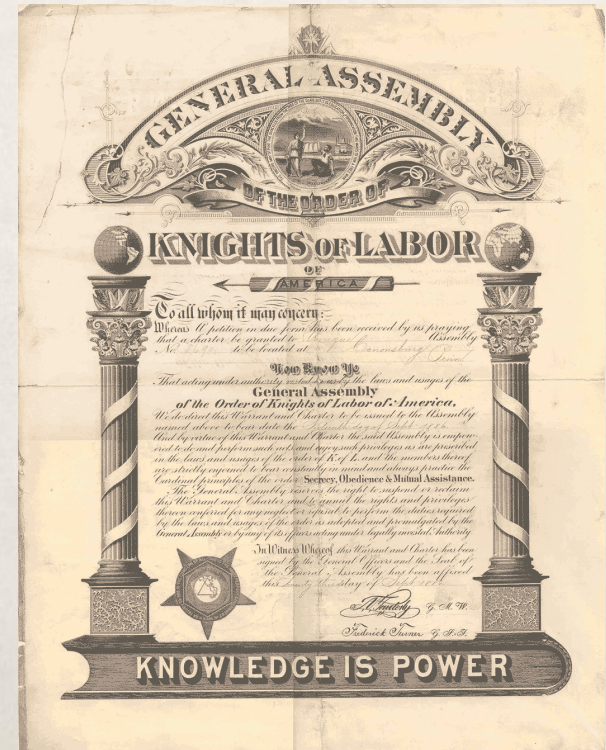 GENERAL ASSEMBLY
OF THE ORDER OF
KNIGHTS OF LABOR
OF
AMERICA
To all whom it may concern:
Whereas A petition in due form has been received by us praying
that a charter be granted to Assembly
No. to be located at
Now Know Ye
That acting under authority vested in us by the laws and usages of the
General Assembly
of the Order of Knights of Labor of America,
We do direct this Warrant and Charter to be issued to the Assembly
named above to bear date the day of Sept. 1886
And by virtue of this Warrant and Charter the said Assembly is empow-
ered to do and perform such acts and enjoy such privileges as are prescribed
in the laws and usages of the order of K. of L. and the members thereof
are strictly enjoined to bear constantly in mind and always practice the
Cardinal principles of the order Secrecy, Obedience & Mutual Assistance.
The General Assembly reserves the right to suspend or reclaim
this Warrant and Charter and to annul the rights and privileges
therein conferred for any neglect or refusal to perform the duties required
by the laws and usages of the order as adopted and promulgated by the
General Assembly or by any of its officers acting under legally invested Authority
In Witness Whereof this Warrant and Charter has been
signed by the General Officers and the Seal of
the General Assembly has been affixed
this twenty third day of Sept. 1886
T. V. Powderly G. M. W.
Frederick Turner G. S. T.
KNOWLEDGE IS POWER